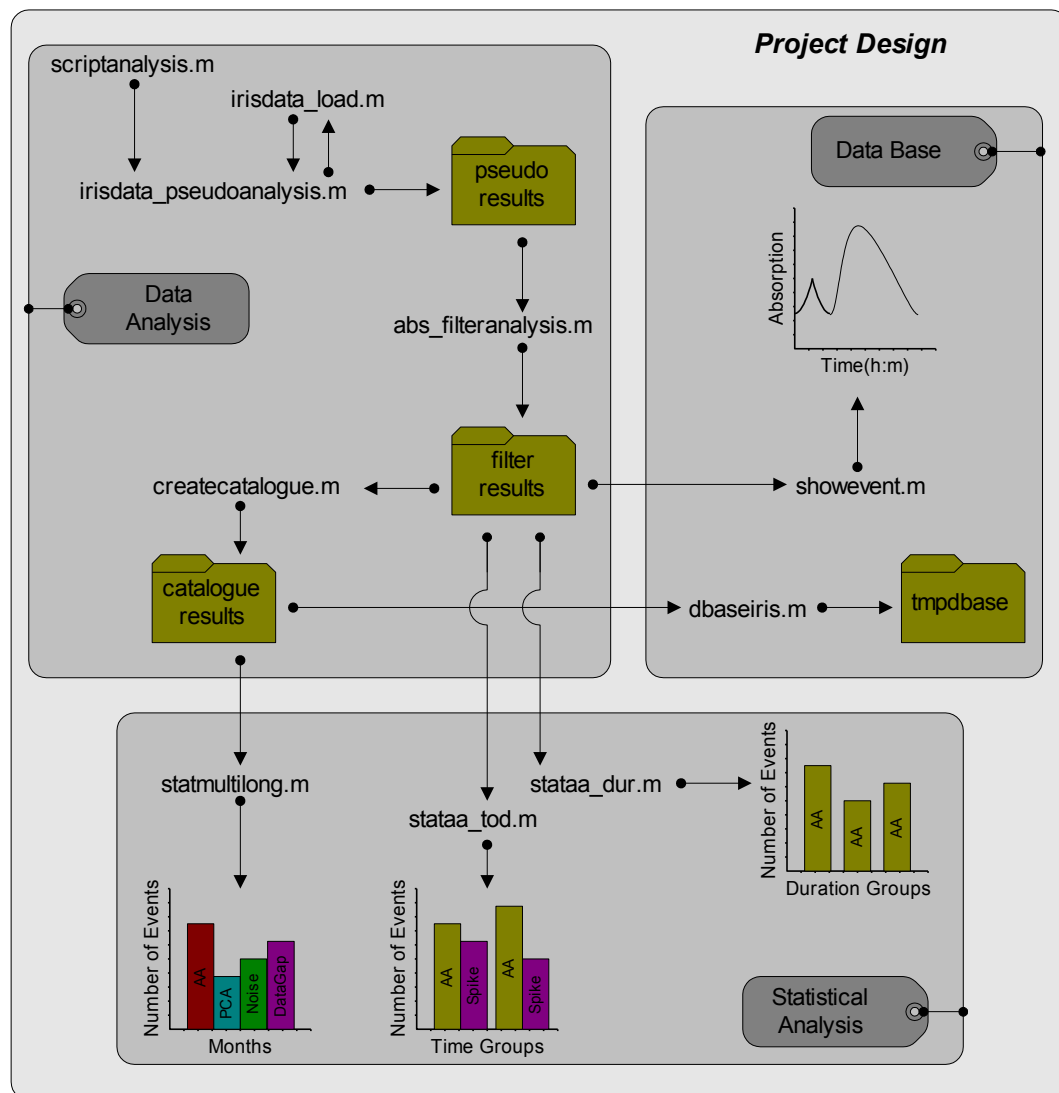 Project Design
scriptanalysis.m
irisdata_load.m
irisdata_pseudoanalysis.m
pseudo
results
Data
Analysis
abs_filteranalysis.m
filter
results
createcatalogue.m
catalogue
results
Data Base
Absorption
Time(h:m)
showevent.m
dbaseiris.m
tmpdbase
statmultilong.m
stataa_tod.m
stataa_dur.m
Number of Events
AA
AA
AA
Duration Groups
Number of Events
AA
PCA
Noise
DataGap
Months
Number of Events
AA
Spike
AA
Spike
Time Groups
Statistical
Analysis